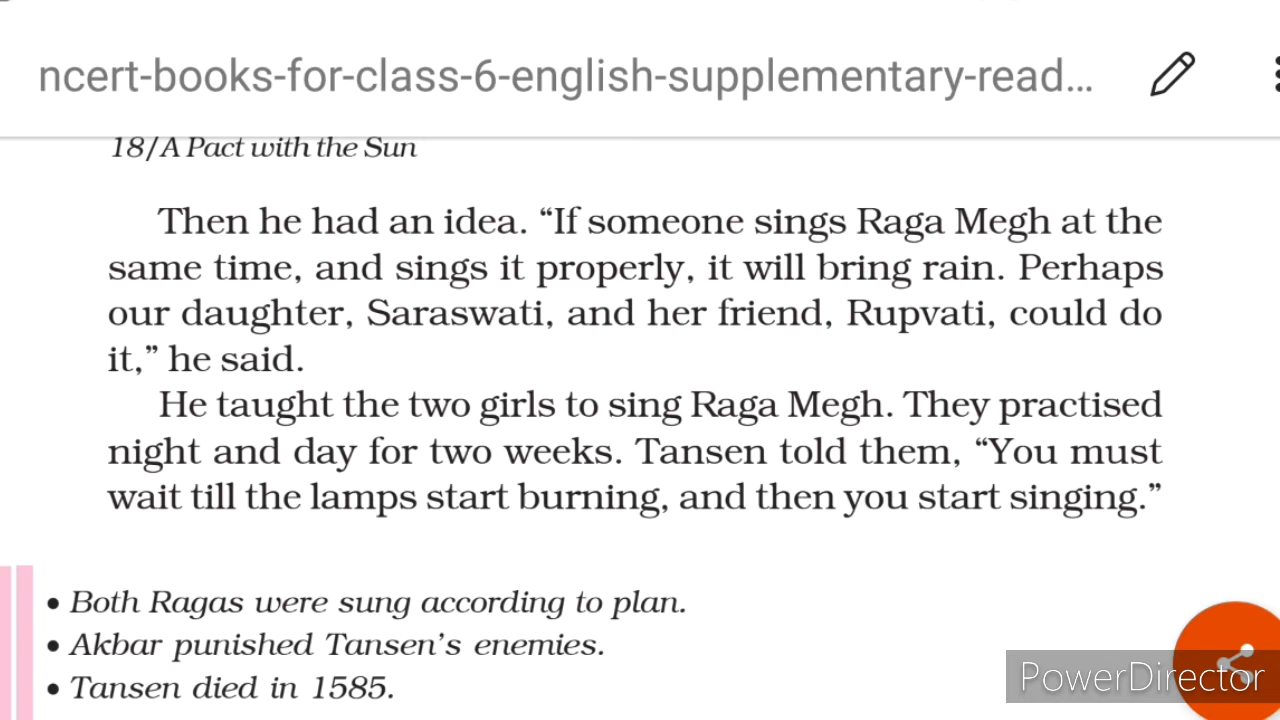 ncert-books-for-class-6-english-supplementary-read...
18/A Pact with the Sun
Then he had an idea. “If someone sings Raga Megh at the
same time, and sings it properly, it will bring rain. Perhaps
our daughter, Saraswati, and her friend, Rupvati, could do
it,” he said.
He taught the two girls to sing Raga Megh. They practised
night and day for two weeks. Tansen told them, “You must
wait till the lamps start burning, and then you start singing.”
• Both Ragas were sung according to plan.
• Akbar punished Tansen’s enemies.
• Tansen died in 1585.
PowerDirector